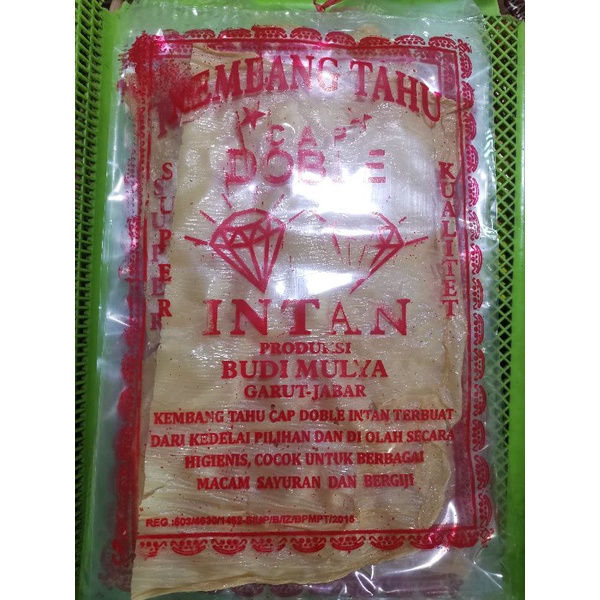 KEMBANG TAHU
CAP
DOBLE
SUPPER
KUALITET
INTAN
PRODUKSI
BUDI MULYA
GARUT-JABAR
KEMBANG TAHU CAP DOBLE INTAN TERBUAT
DARI KEDELAI PILIHAN DAN DI OLAH SECARA
HIGIENIS, COCOK UNTUK BERBAGAI
MACAM SAYURAN DAN BERGIJI